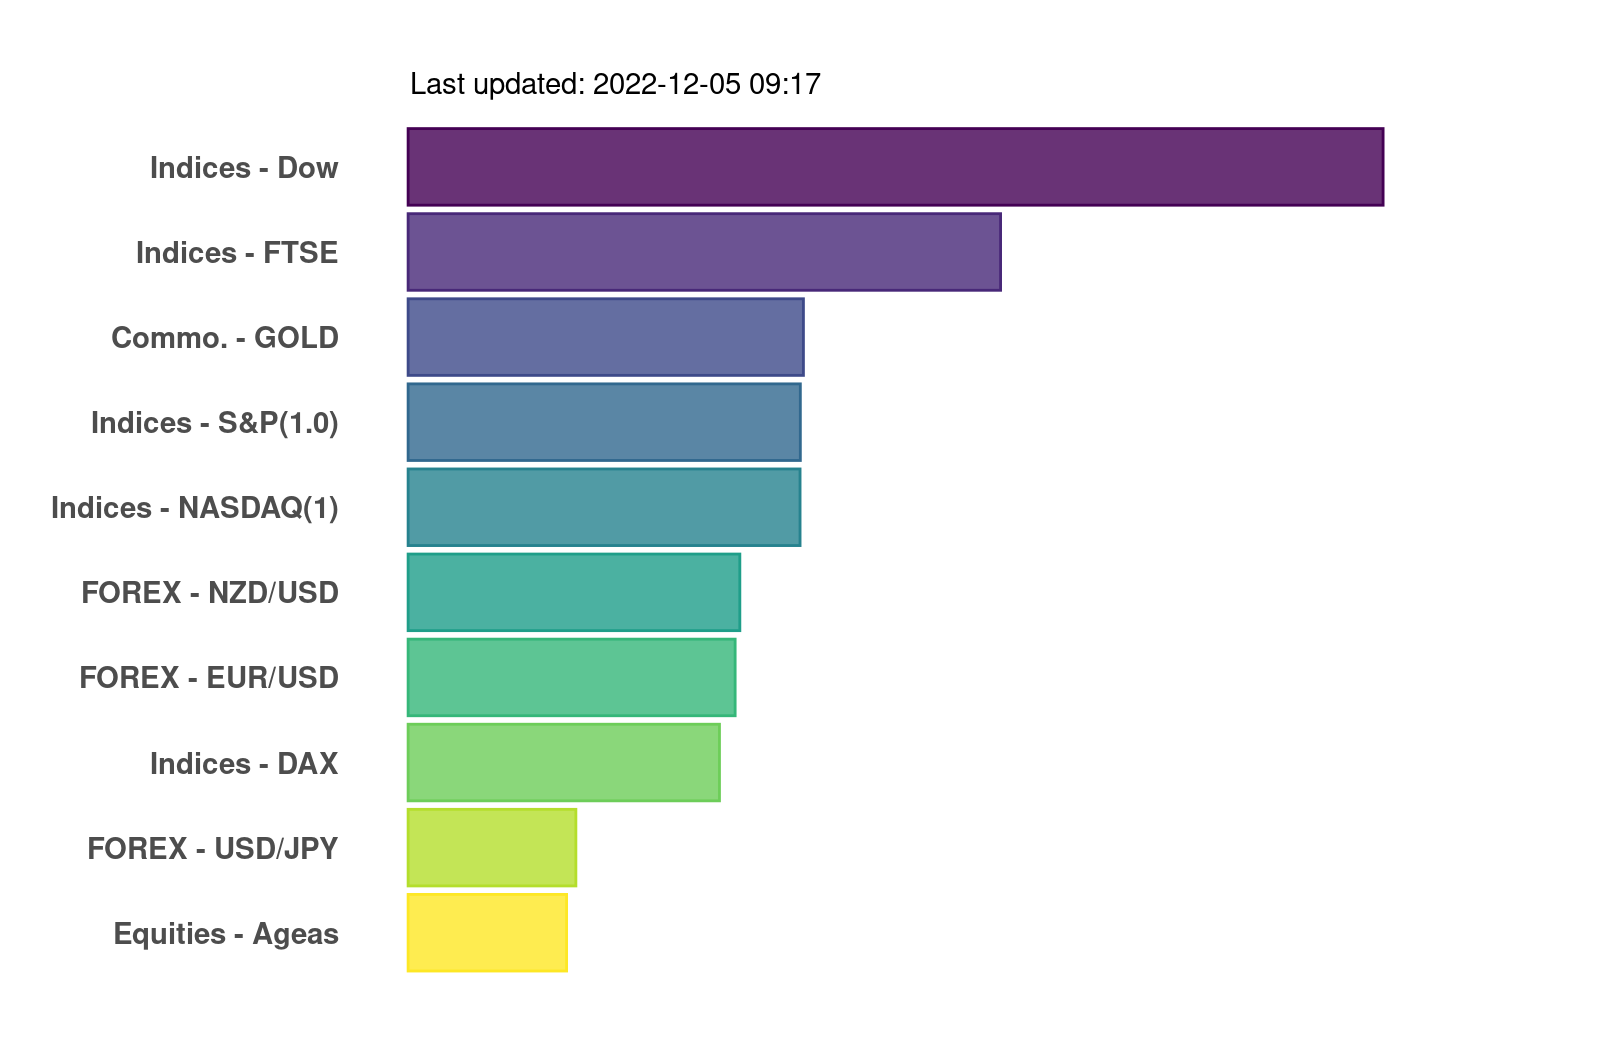 Last updated: 2022-12-05 09:17
Indices - Dow
Indices - FTSE
Commo. - GOLD
Indices - S&P(1.0)
Indices - NASDAQ(1)
FOREX - NZD/USD
FOREX - EUR/USD
Indices - DAX
FOREX - USD/JPY
Equities - Ageas